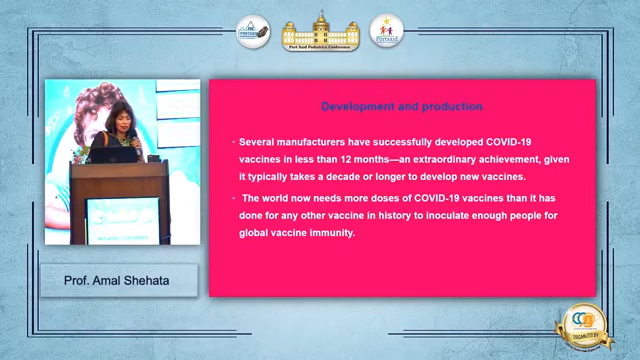 Port Said Pediatrics Conference
Development and production
Several manufacturers have successfully developed COVID-19
vaccines in less than 12 months—an extraordinary achievement, given
it typically takes a decade or longer to develop new vaccines.
The world now needs more doses of COVID-19 vaccines than it has
done for any other vaccine in history to inoculate enough people for
global vaccine immunity.
Prof. Amal Shehata
ORGANIZED BY